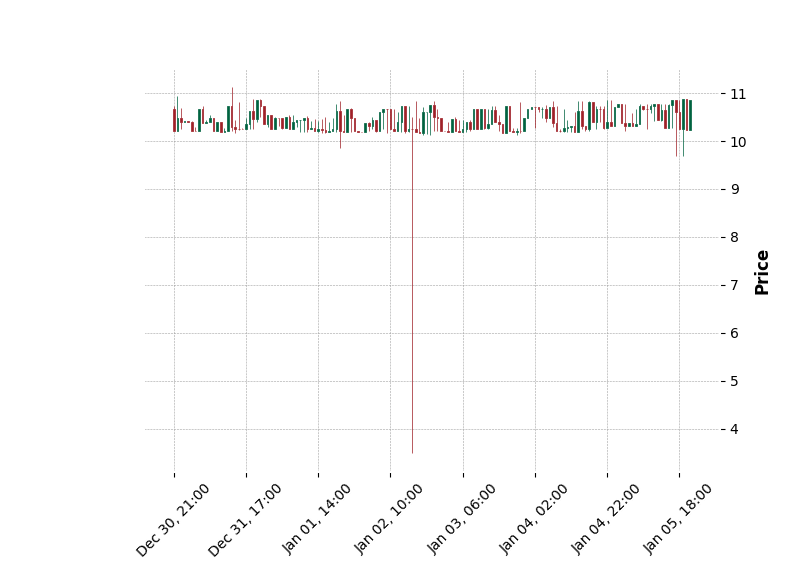 11
10
9
8
7
6
5
4
Price
Dec 30, 21:00
Dec 31, 17:00
Jan 01, 14:00
Jan 02, 10:00
Jan 03, 06:00
Jan 04, 02:00
Jan 04, 22:00
Jan 05, 18:00